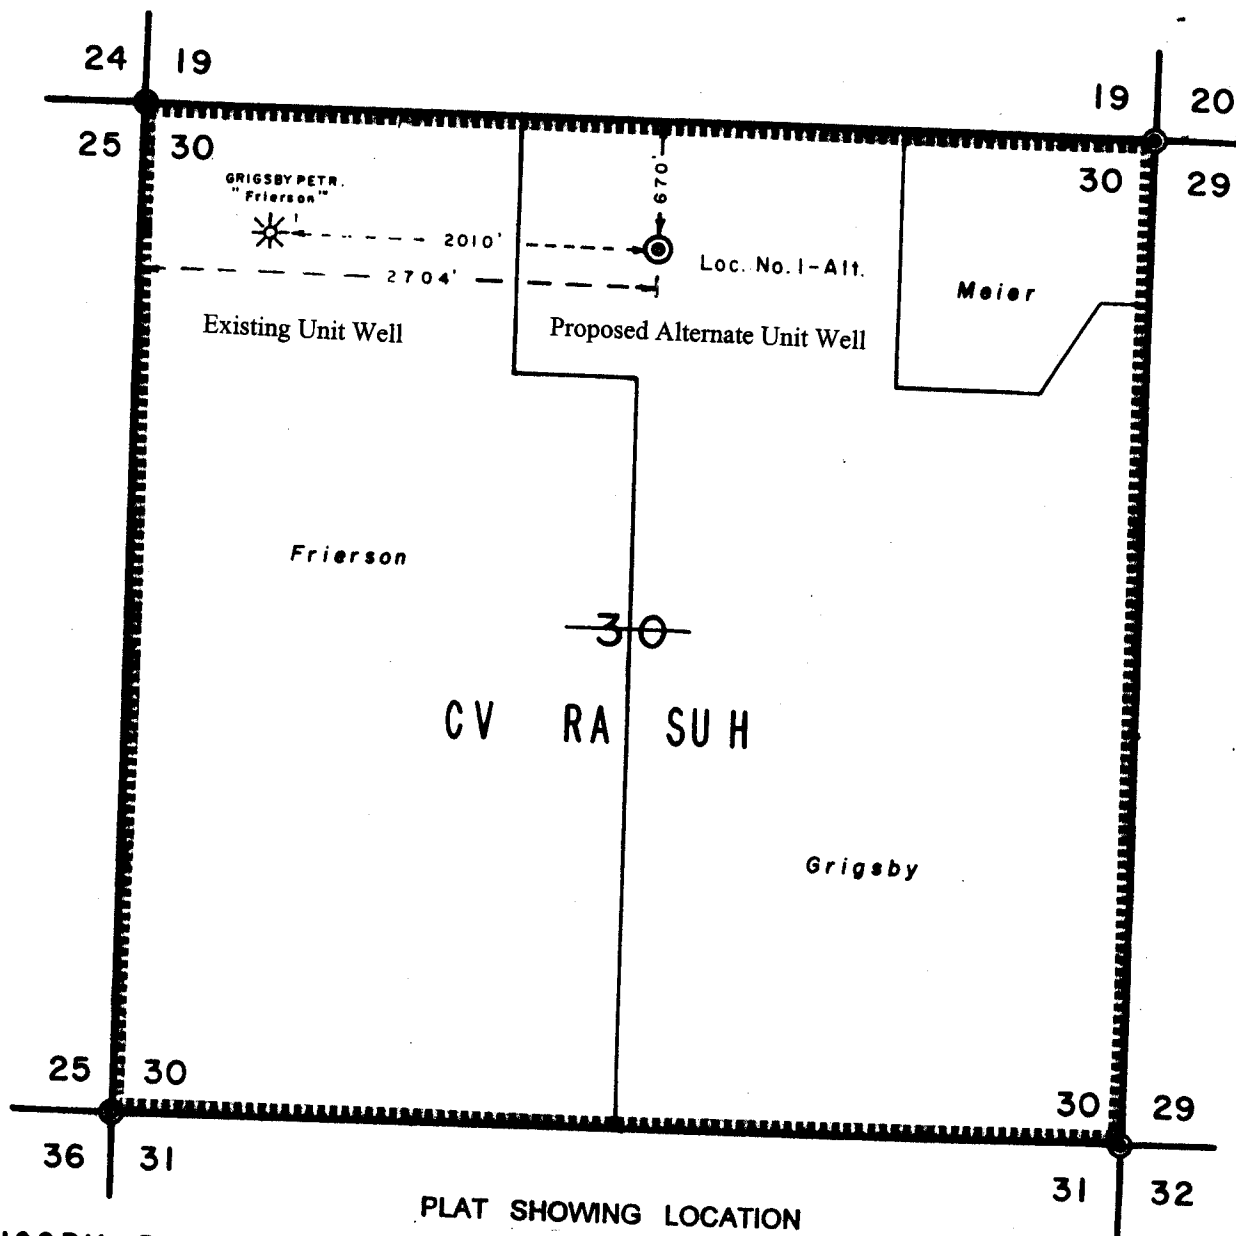 24 19
19 20
25 30
30 29
GRIGSBY PETR.
"Frierson"
670'
2010'
Loc. No. 1-Alt.
2704'
Meier
Existing Unit Well
Proposed Alternate Unit Well
Frierson
30
CV RA SU H
Grigsby
25 30
30 29
36 31
31 32
PLAT SHOWING LOCATION